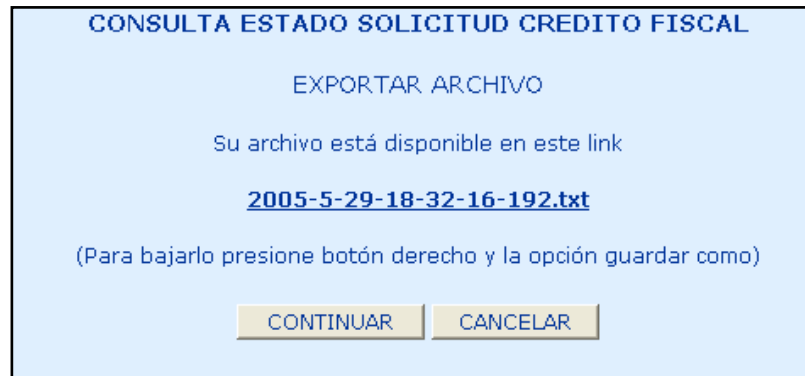 CONSULTA ESTADO SOLICITUD CREDITO FISCAL
EXPORTAR ARCHIVO
Su archivo está disponible en este link
2005-5-29-18-32-16-192.txt
(Para bajarlo presione botón derecho y la opción guardar como)
CONTINUAR CANCELAR